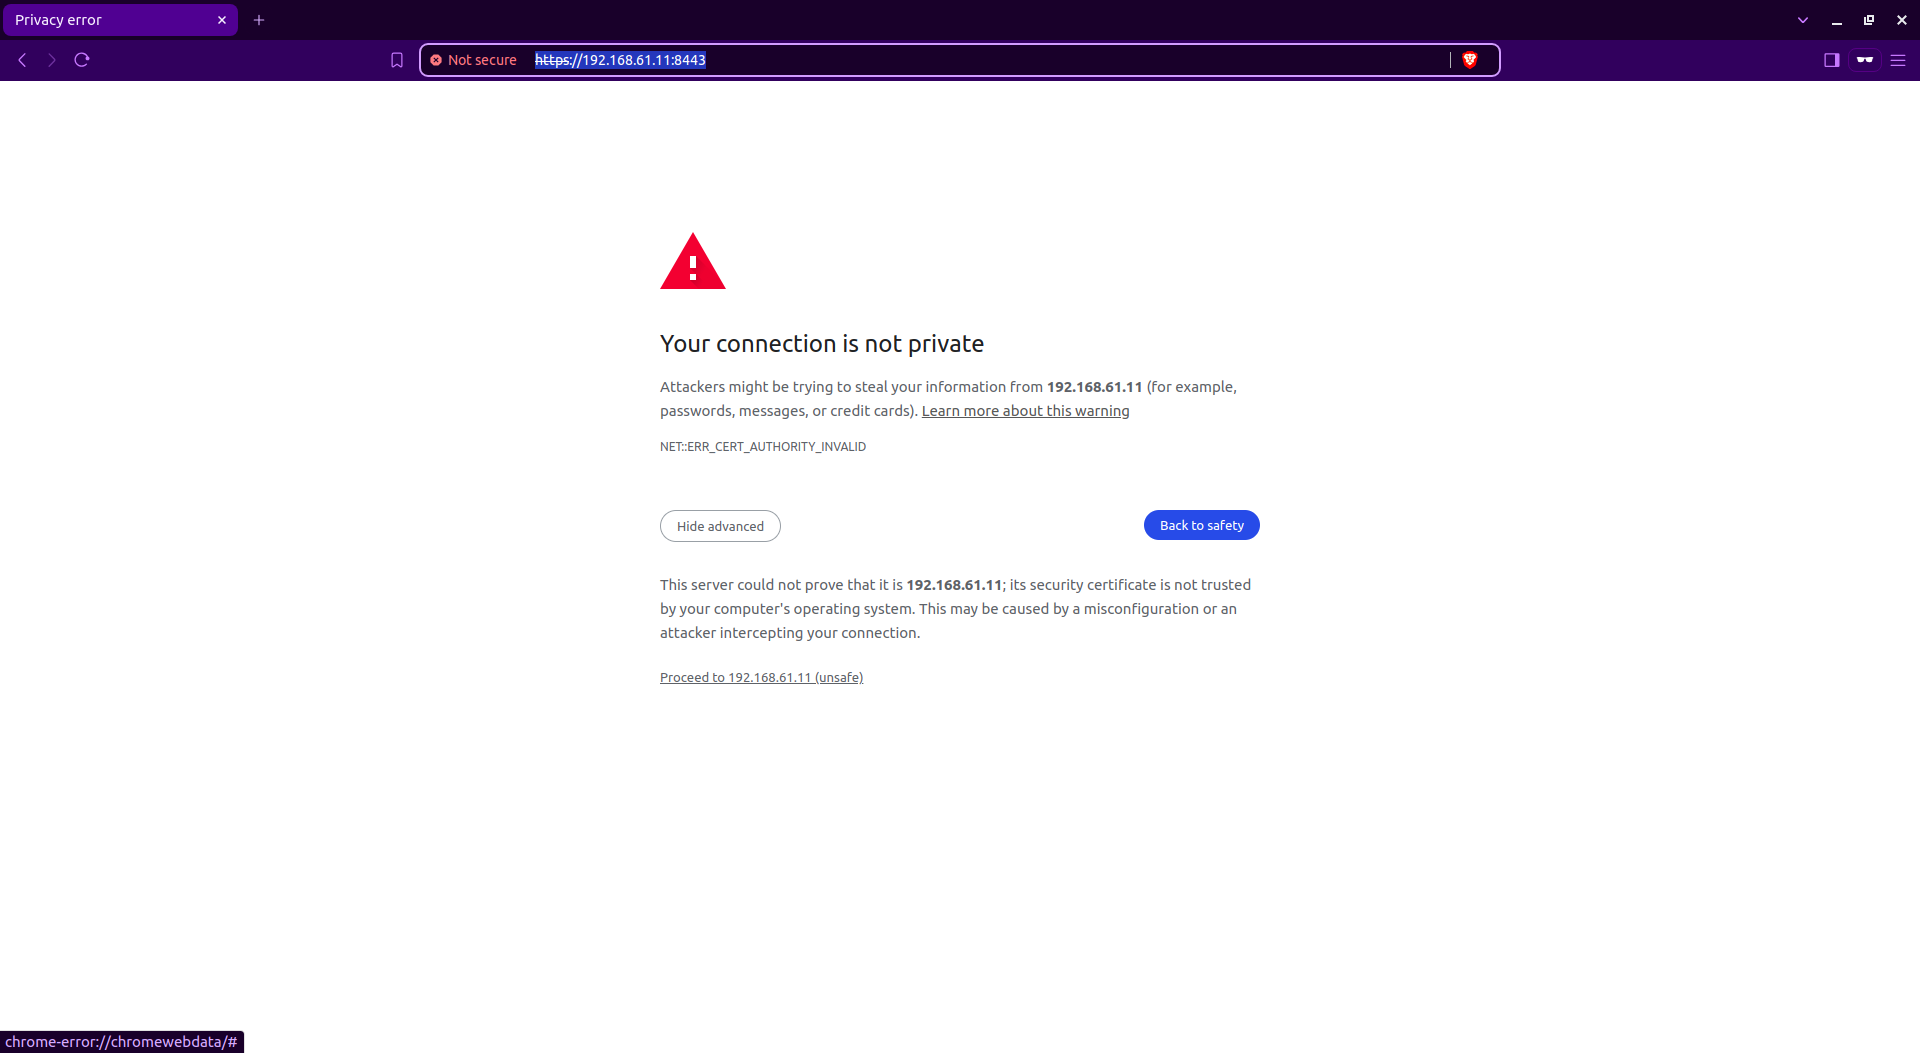 Privacy error
Not secure https://192.168.61.11:8443
Your connection is not private
Attackers might be trying to steal your information from 192.168.61.11 (for example,
passwords, messages, or credit cards). Learn more about this warning
NET::ERR_CERT_AUTHORITY_INVALID
Hide advanced
Back to safety
This server could not prove that it is 192.168.61.11; its security certificate is not trusted
by your computer's operating system. This may be caused by a misconfiguration or an
attacker intercepting your connection.
Proceed to 192.168.61.11 (unsafe)
chrome-error://chromewebdata/#